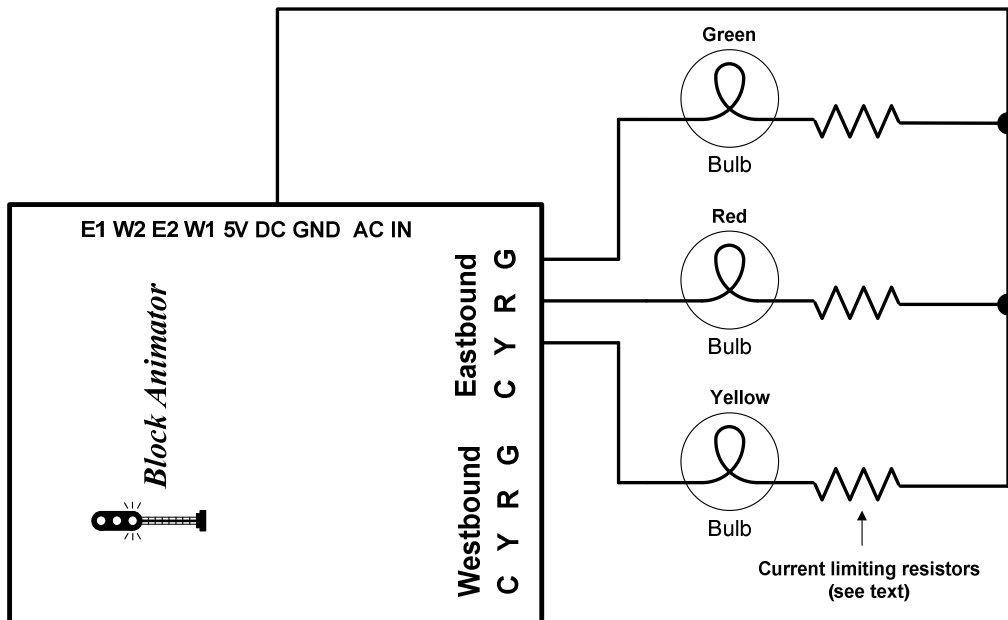 Green
Bulb
E1 W2 E2 W1 5V DC GND AC IN
Red
Bulb
Yellow
Bulb
Current limiting resistors
(see text)
Block Animator
Eastbound
C Y R G
Westbound
C Y R G